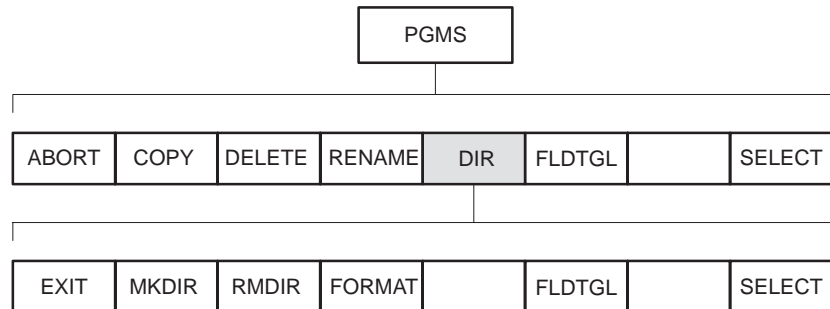 PGMS
ABORT COPY DELETE RENAME DIR FLDTGL SELECT
EXIT MKDIR RMDIR FORMAT FLDTGL SELECT